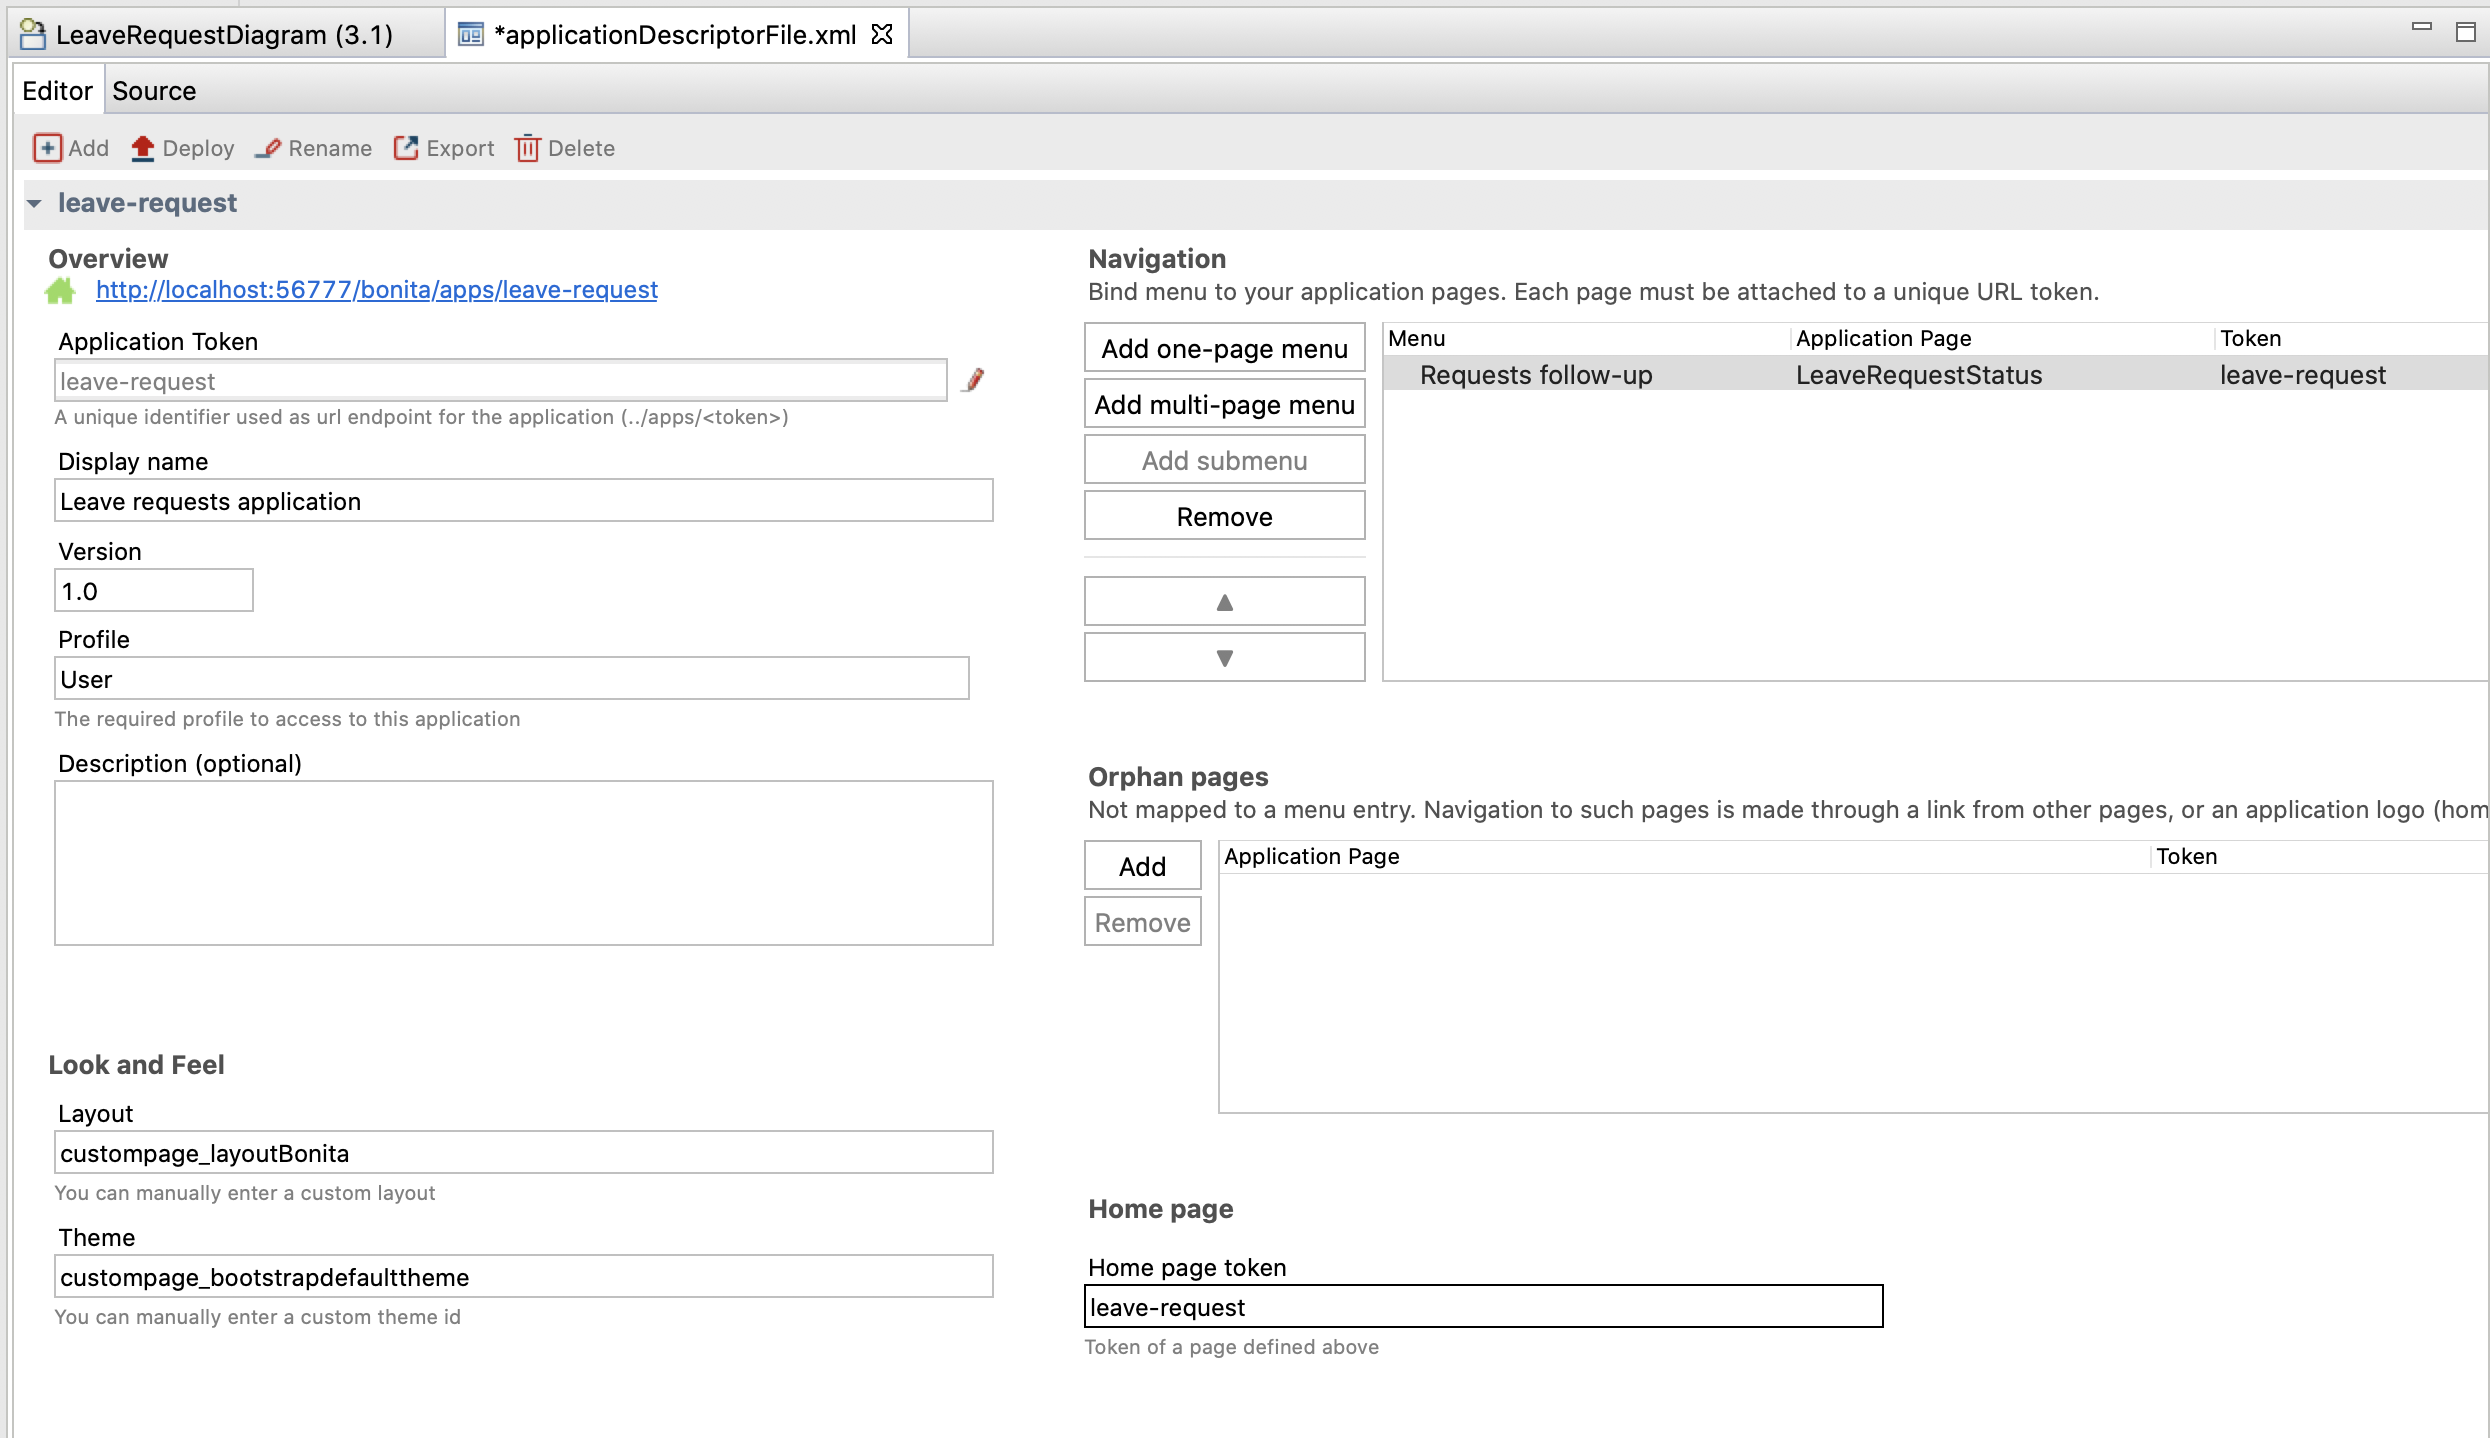 LeaveRequestDiagram (3.1)
*applicationDescriptorFile.xml
Editor
Source
Add
Deploy
Rename
Export
Delete
leave-request
Overview
http://localhost:56777/bonita/apps/leave-request
Application Token
leave-request
A unique identifier used as url endpoint for the application (../apps/<token>)
Display name
Leave requests application
Version
1.0
Profile
User
The required profile to access to this application
Description (optional)
Look and Feel
Layout
custompage_layoutBonita
You can manually enter a custom layout
Theme
custompage_bootstrapdefaulttheme
You can manually enter a custom theme id
Navigation
Bind menu to your application pages. Each page must be attached to a unique URL token.
Add one-page menu
Add multi-page menu
Add submenu
Remove
▲
▼
Menu
Application Page
Token
Requests follow-up
LeaveRequestStatus
leave-request
Orphan pages
Not mapped to a menu entry. Navigation to such pages is made through a link from other pages, or an application logo (hom
Add
Remove
Application Page
Token
Home page
Home page token
leave-request
Token of a page defined above